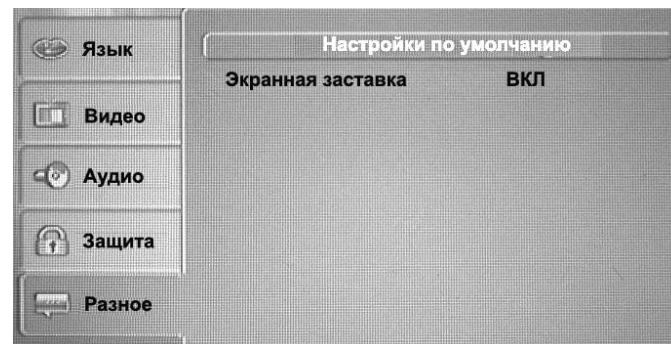 Язык
Видео
Аудио
Защита
Разное
Настройки по умолчанию
Экранная заставка ВКЛ